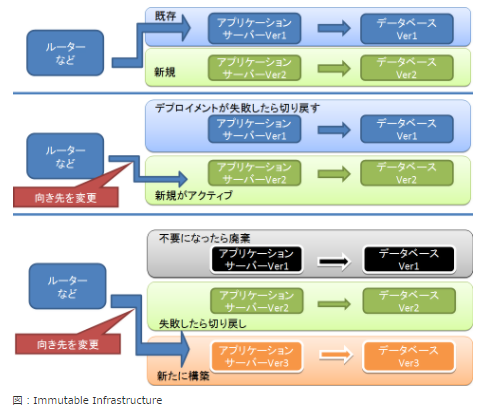 既存
アプリケーション
サーバーVer1
データベース
Ver1
ルーター
など
新規
アプリケーション
サーバーVer2
データベース
Ver2
デプロイメントが失敗したら切り戻す
アプリケーション
サーバーVer1
データベース
Ver1
ルーター
など
アプリケーション
サーバーVer2
データベース
Ver2
向き先を変更
新規がアクティブ
不要になったら廃棄
アプリケーション
サーバーVer1
データベース
Ver1
ルーター
など
アプリケーション
サーバーVer2
データベース
Ver2
失敗したら切り戻し
向き先を変更
アプリケーション
サーバーVer3
データベース
Ver3
新たに構築
図：Immutable Infrastructure